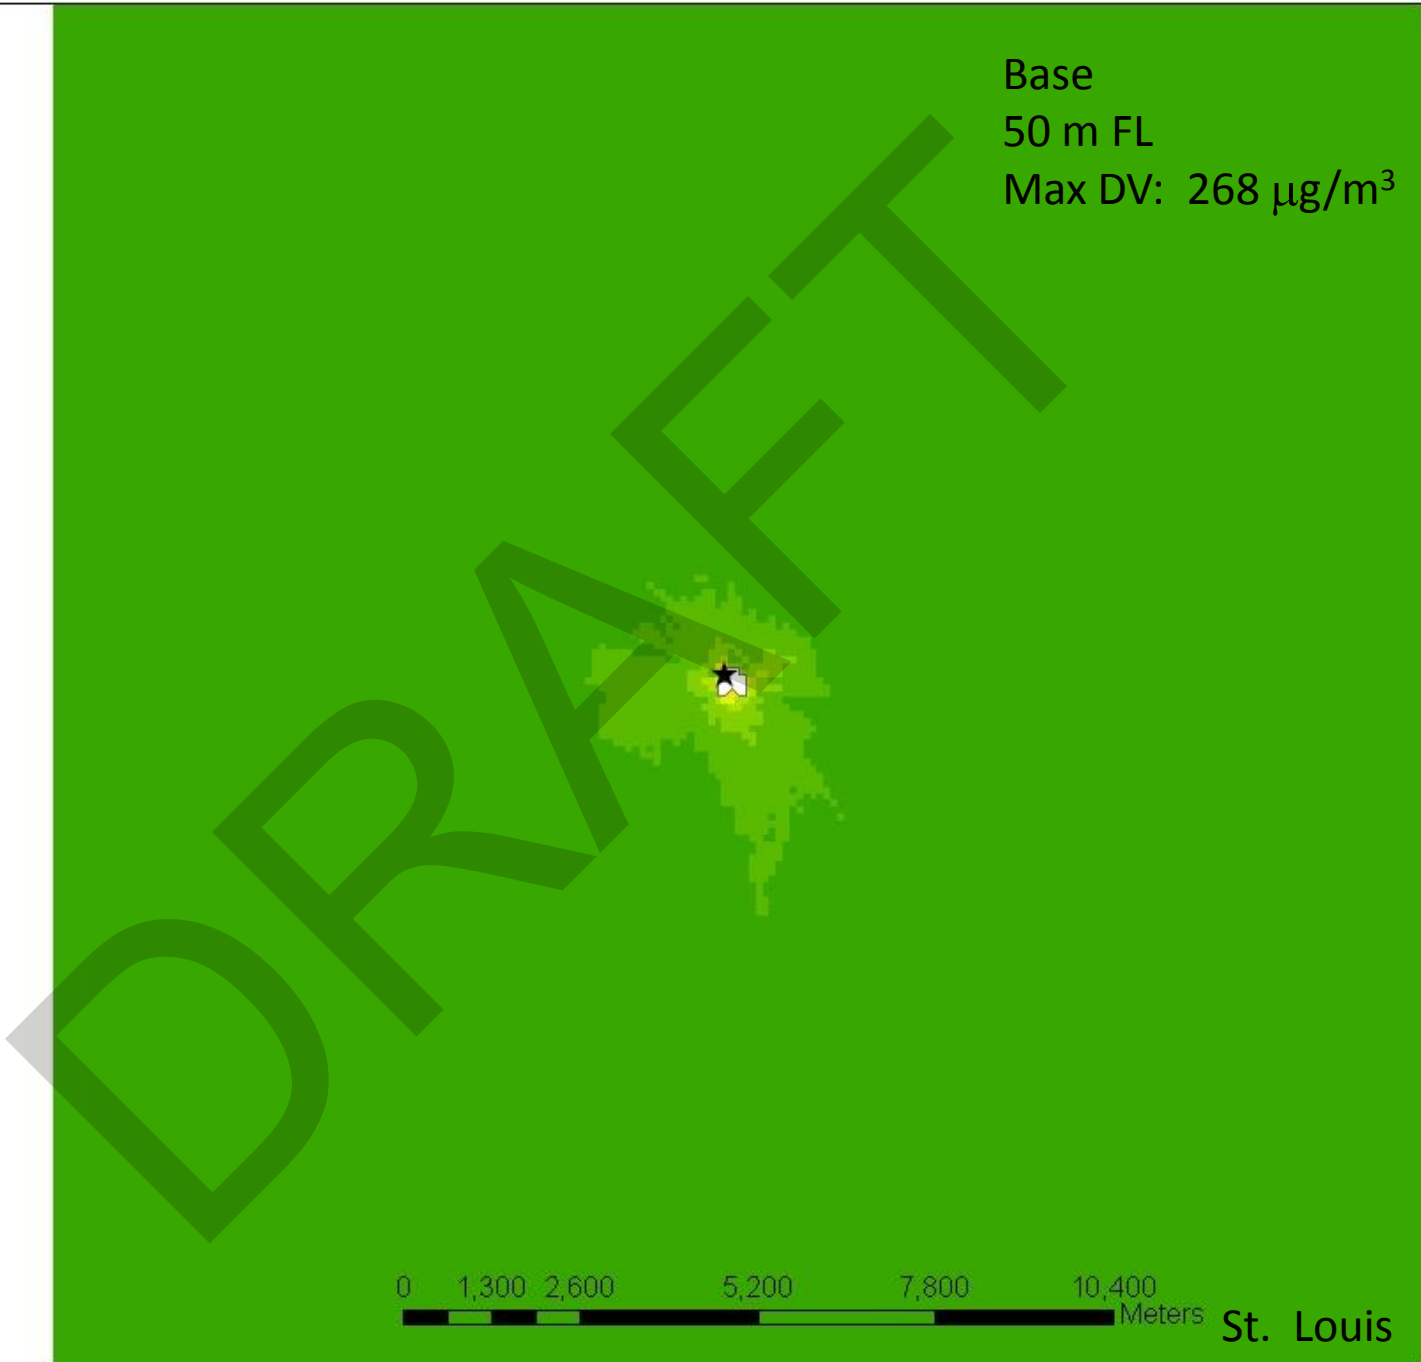 Base
50 m FL
Max DV:  268 μg/m³
DRAFT
0 1,300 2,600 5,200 7,800 10,400
Meters
St.  Louis